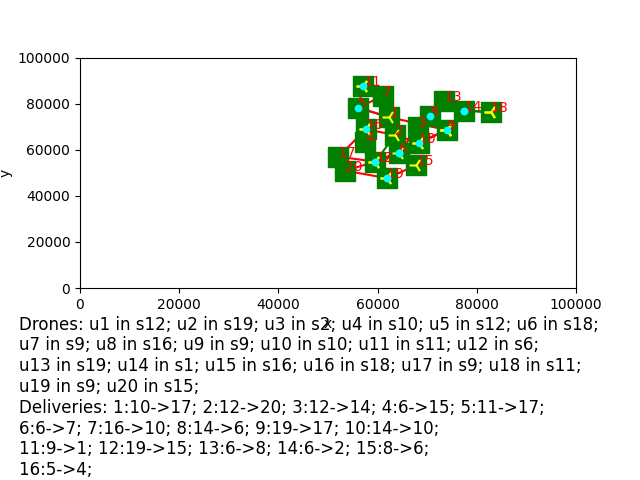 100000
80000
60000
40000
20000
0
y
0 20000 40000 60000 80000 100000
x
Drones: u1 in s12; u2 in s19; u3 in s2; u4 in s10; u5 in s12; u6 in s18;
u7 in s9; u8 in s16; u9 in s9; u10 in s10; u11 in s11; u12 in s6;
u13 in s19; u14 in s1; u15 in s16; u16 in s18; u17 in s9; u18 in s11;
u19 in s9; u20 in s15;
Deliveries: 1:10->17; 2:12->20; 3:12->14; 4:6->15; 5:11->17;
6:6->7; 7:16->10; 8:14->6; 9:19->17; 10:14->10;
11:9->1; 12:19->15; 13:6->8; 14:6->2; 15:8->6;
16:5->4;